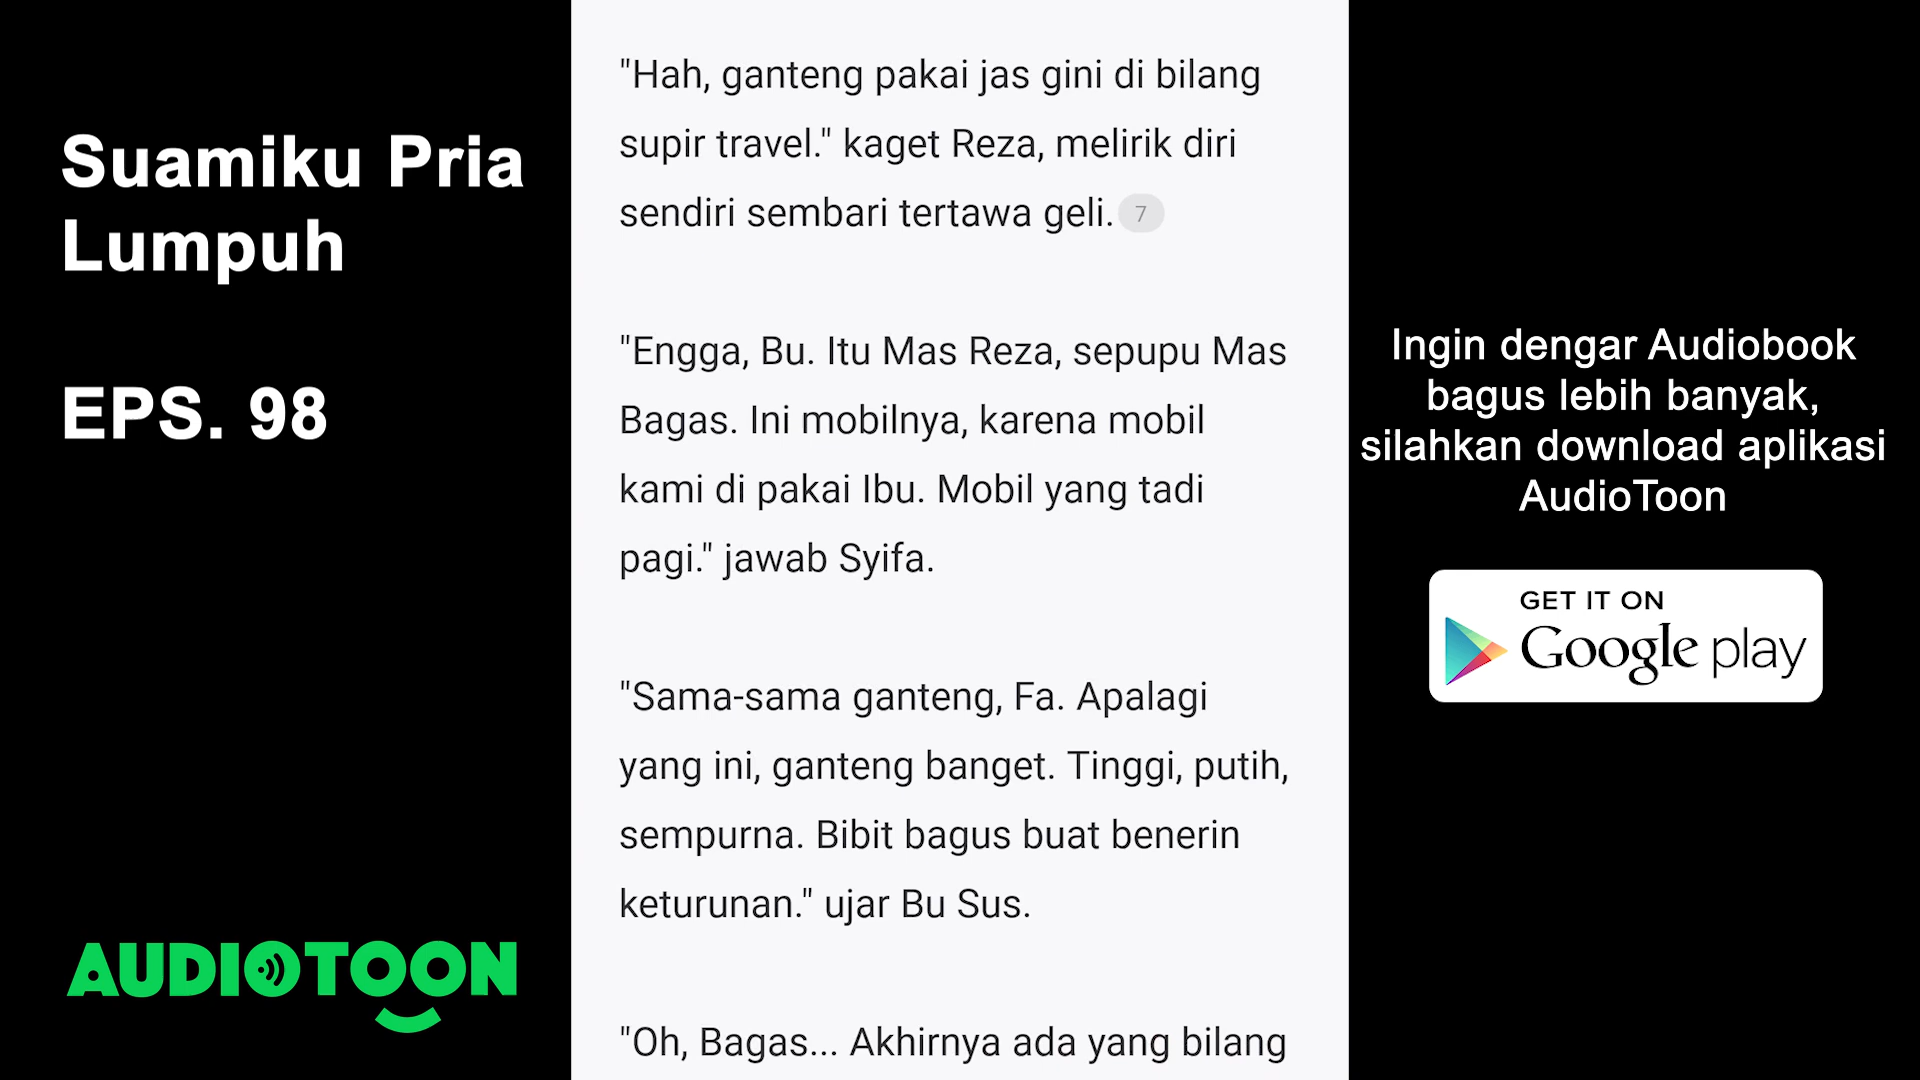 Suamiku Pria
Lumpuh
EPS. 98
AUDIOTOON
"Hah, ganteng pakai jas gini di bilang
supir travel." kaget Reza, melirik diri
sendiri sembari tertawa geli. 7
"Engga, Bu. Itu Mas Reza, sepupu Mas
Bagas. Ini mobilnya, karena mobil
kami di pakai Ibu. Mobil yang tadi
pagi." jawab Syifa.
"Sama-sama ganteng, Fa. Apalagi
yang ini, ganteng banget. Tinggi, putih,
sempurna. Bibit bagus buat benerin
keturunan." ujar Bu Sus.
"Oh, Bagas... Akhirnya ada yang bilang
Ingin dengar Audiobook
bagus lebih banyak,
silahkan download aplikasi
AudioToon
GET IT ON
Google play